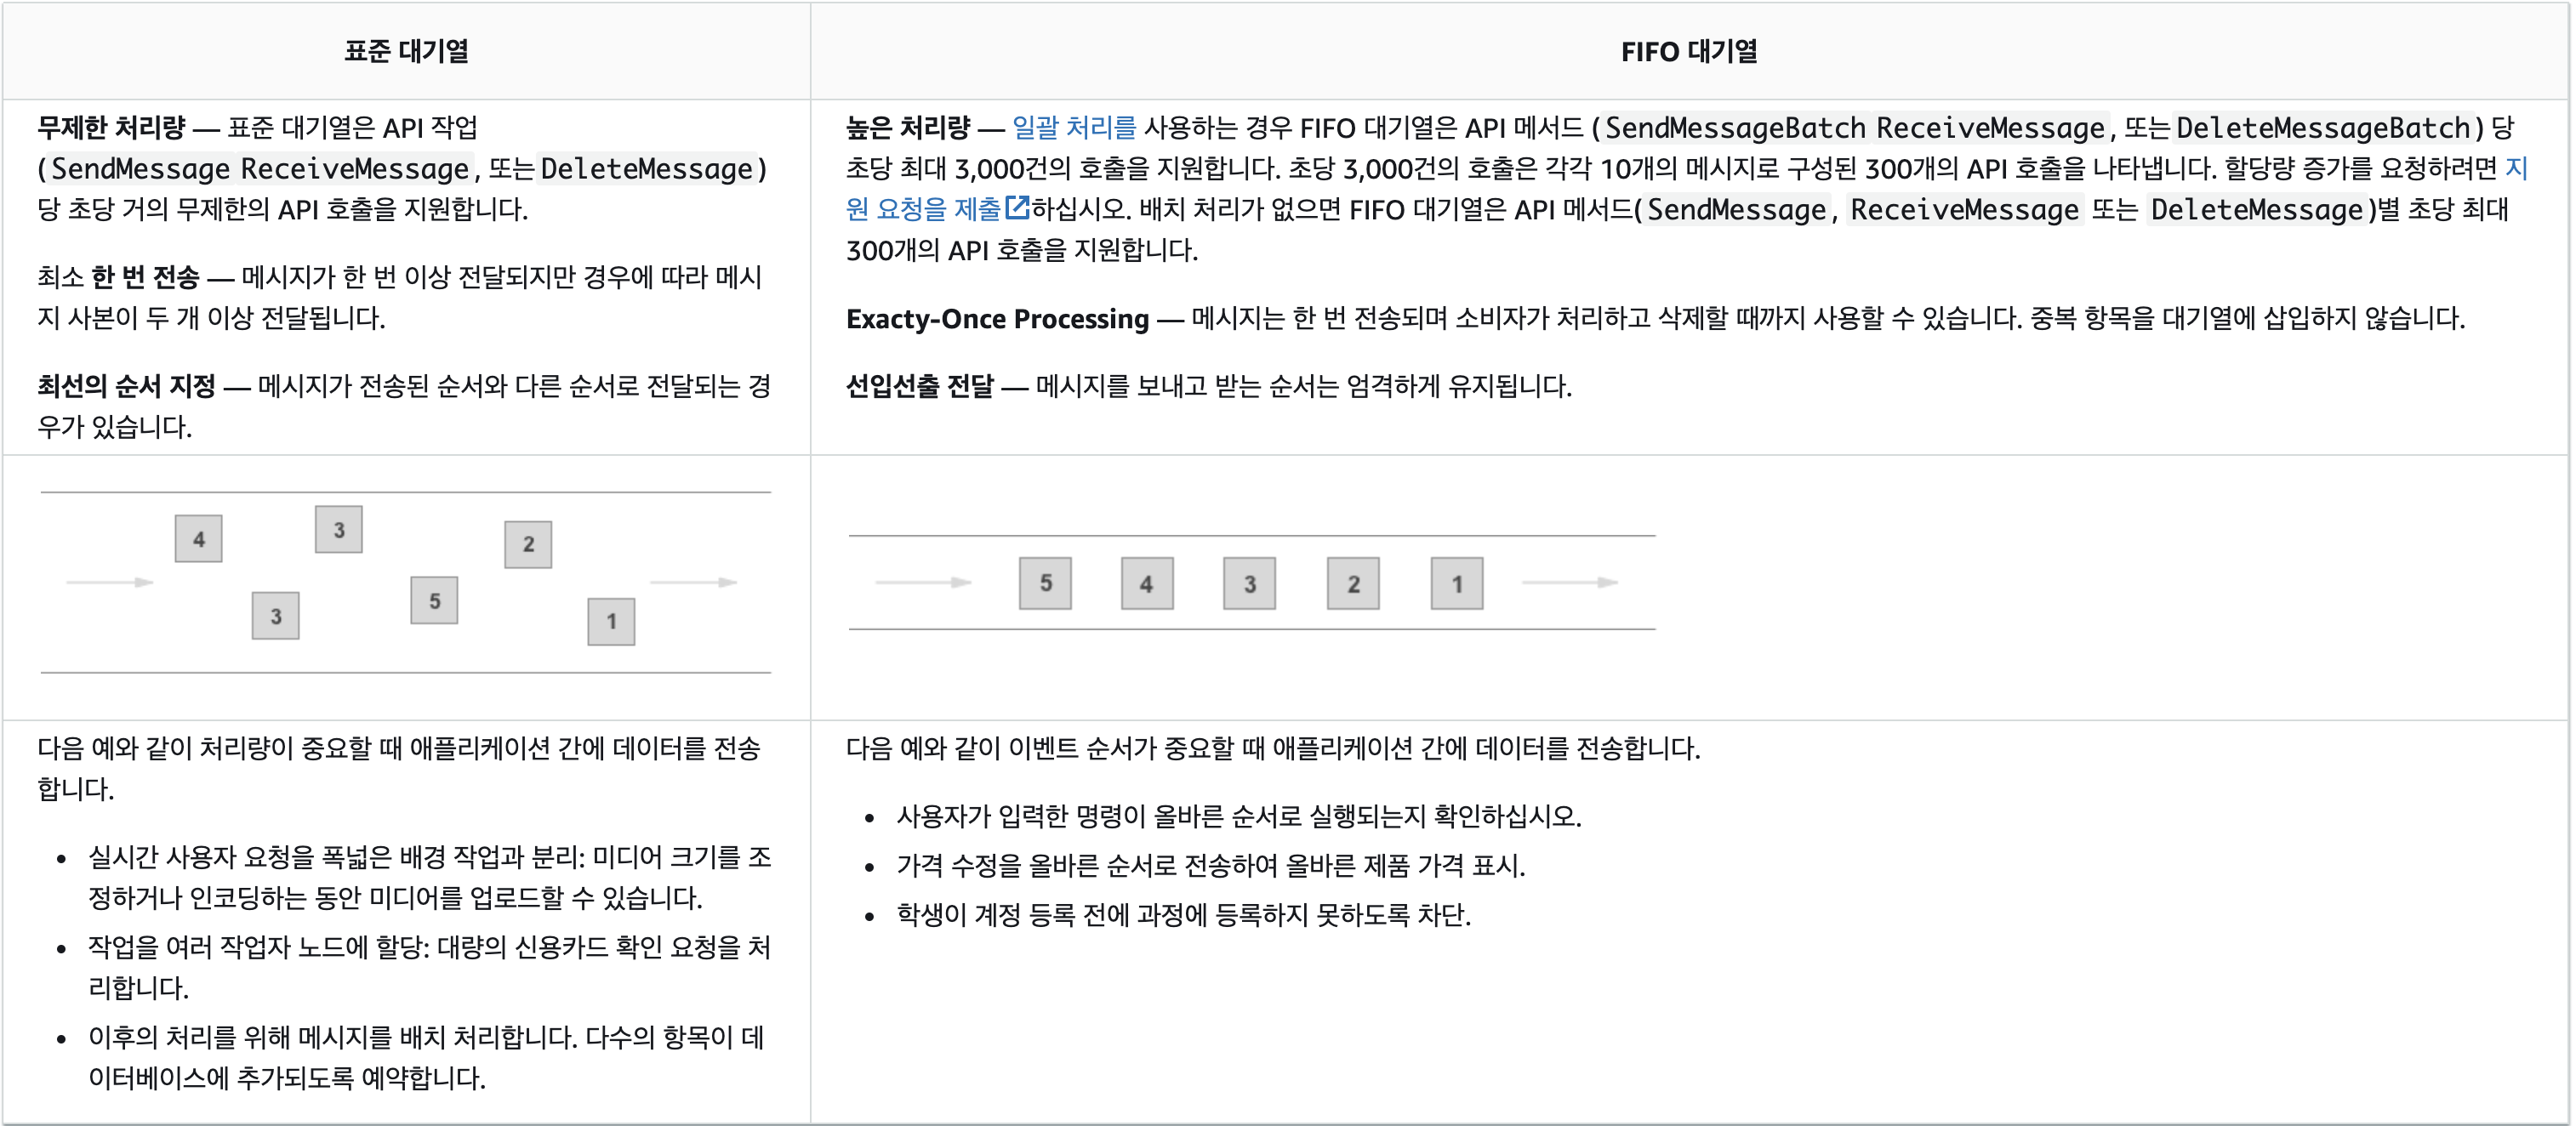 표준 대기열
FIFO 대기열
무제한 처리량 — 표준 대기열은 API 작업
(SendMessage ReceiveMessage, 또는DeleteMessage)
당 초당 거의 무제한의 API 호출을 지원합니다.
최소 한 번 전송 — 메시지가 한 번 이상 전달되지만 경우에 따라 메시
지 사본이 두 개 이상 전달됩니다.
최선의 순서 지정 — 메시지가 전송된 순서와 다른 순서로 전달되는 경
우가 있습니다.
높은 처리량 — 일괄 처리를 사용하는 경우 FIFO 대기열은 API 메서드 (SendMessageBatch ReceiveMessage, 또는DeleteMessageBatch) 당
초당 최대 3,000건의 호출을 지원합니다. 초당 3,000건의 호출은 각각 10개의 메시지로 구성된 300개의 API 호출을 나타냅니다. 할당량 증가를 요청하려면 지
원 요청을 제출하십시오. 배치 처리가 없으면 FIFO 대기열은 API 메서드(SendMessage, ReceiveMessage 또는 DeleteMessage)별 초당 최대
300개의 API 호출을 지원합니다.
Exacty-Once Processing — 메시지는 한 번 전송되며 소비자가 처리하고 삭제할 때까지 사용할 수 있습니다. 중복 항목을 대기열에 삽입하지 않습니다.
선입선출 전달 — 메시지를 보내고 받는 순서는 엄격하게 유지됩니다.
4
3
2
3
5
1
5 4 3 2 1
다음 예와 같이 처리량이 중요할 때 애플리케이션 간에 데이터를 전송
합니다.
• 실시간 사용자 요청을 폭넓은 배경 작업과 분리: 미디어 크기를 조
정하거나 인코딩하는 동안 미디어를 업로드할 수 있습니다.
• 작업을 여러 작업자 노드에 할당: 대량의 신용카드 확인 요청을 처
리합니다.
• 이후의 처리를 위해 메시지를 배치 처리합니다. 다수의 항목이 데
이터베이스에 추가되도록 예약합니다.
다음 예와 같이 이벤트 순서가 중요할 때 애플리케이션 간에 데이터를 전송합니다.
• 사용자가 입력한 명령이 올바른 순서로 실행되는지 확인하십시오.
• 가격 수정을 올바른 순서로 전송하여 올바른 제품 가격 표시.
• 학생이 계정 등록 전에 과정에 등록하지 못하도록 차단.